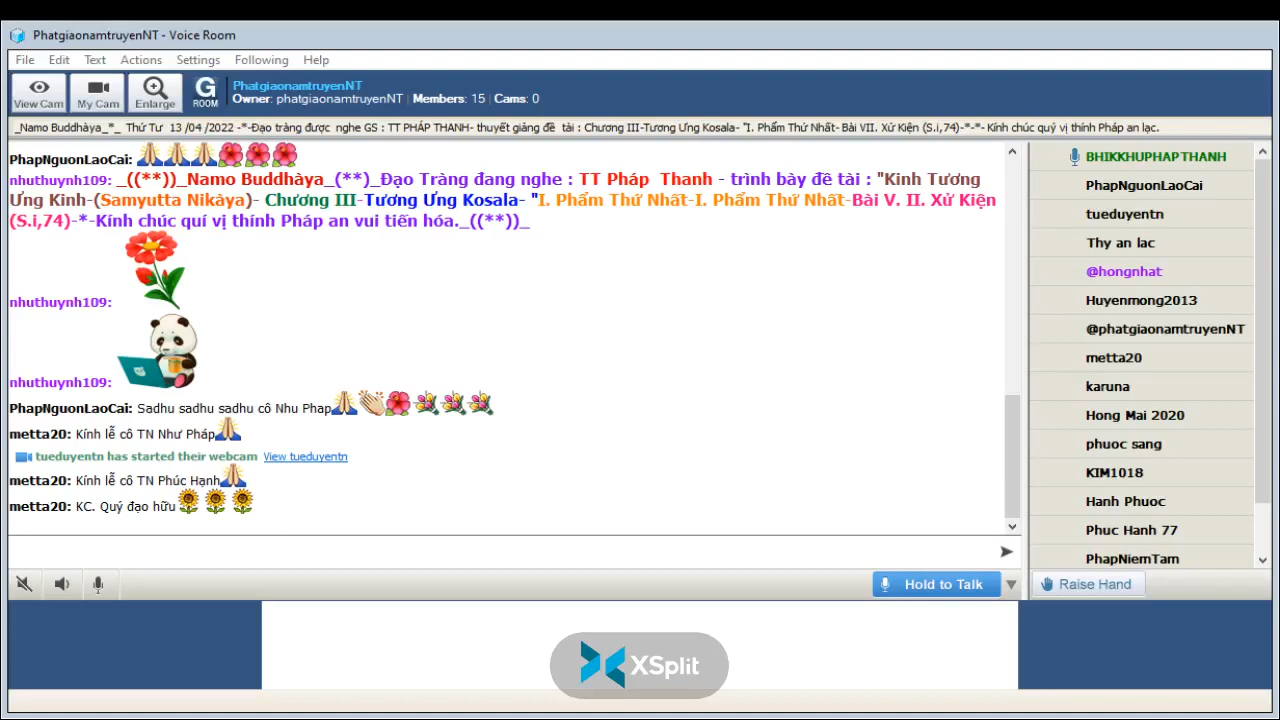 PhatgiaonamtruyenNT - Voice Room
File Edit Text Actions Settings Following Help
View Cam My Cam Enlarge G ROOM
PhatgiaonamtruyenNT
Owner: phatgiaonamtruyenNT | Members: 15 | Cams: 0
_Namo Buddhàya_*_ Thứ Tư 13 /04 /2022 -*-Đạo tràng được nghe GS : TT PHÁP THANH- thuyết giảng đề tài : Chương III-Tương Ưng Kosala- "I. Phẩm Thứ Nhất- Bài VII. Xử Kiện (S.i,74)-*-*- Kính chúc quý vị thính Pháp an lạc.
PhapNguonLaoCai:
nhuthuynh109: _((**))_Namo Buddhàya_(**)_Đạo Tràng đang nghe : TT Pháp Thanh - trình bày đề tài : "Kinh Tương
Ưng Kinh-(Samyutta Nikàya)- Chương III-Tương Ưng Kosala- "I. Phẩm Thứ Nhất-I. Phẩm Thứ Nhất-Bài V. II. Xử Kiện
(S.i,74)-*-Kính chúc quí vị thính Pháp an vui tiến hóa._((**))_
nhuthuynh109:
nhuthuynh109:
PhapNguonLaoCai: Sadhu sadhu sadhu cô Nhu Phap
metta20: Kính lễ cô TN Như Pháp
tueduyentn has started their webcam View tueduyentn
metta20: Kính lễ cô TN Phúc Hạnh
metta20: KC. Quý đạo hữu
BHIKKHUPHAPTHANH
PhapNguonLaoCai
tueduyentn
Thy an lac
@hongnhat
Huyenmong2013
@phatgiaonamtruyenNT
metta20
karuna
Hong Mai 2020
phuoc sang
KIM1018
Hanh Phuoc
Phuc Hanh 77
PhapNiemTam
Hold to Talk
Raise Hand
XSplit